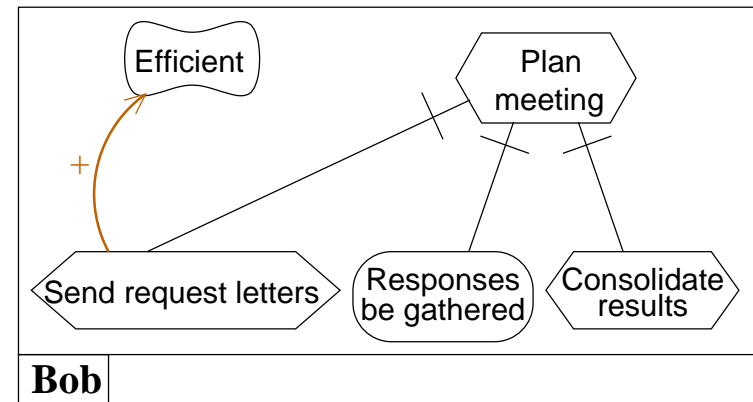 Efficient
Plan
meeting
+
Send request letters
Responses
be gathered
Consolidate
results
Bob